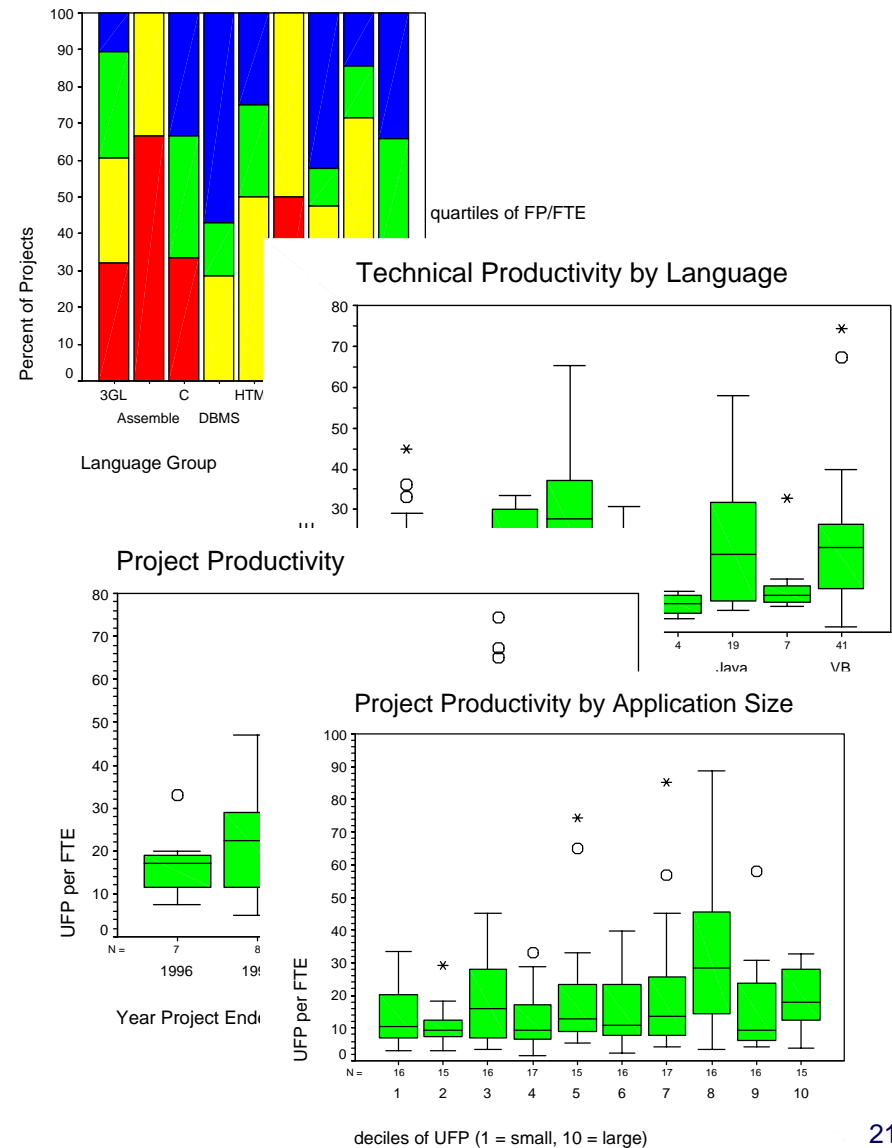 100
90
80
70
60
50
40
30
20
10
0
Percent of Projects
3GL C
Assemble DBMS
Language Group
quartiles of FP/FTE
Technical Productivity by Language
80
70
60
50
40
30
4 19 7 41
Java VB
Project Productivity
80
70
60
50
40
30
20
10
0
UFP per FTE
N = 7 8
1996
Year Project Ende
Project Productivity by Application Size
100
90
80
70
60
50
40
30
20
10
0
UFP per FTE
N = 16 15 16 17 15 16 17 16 16 15
1 2 3 4 5 6 7 8 9 10
deciles of UFP (1 = small, 10 = large)
21